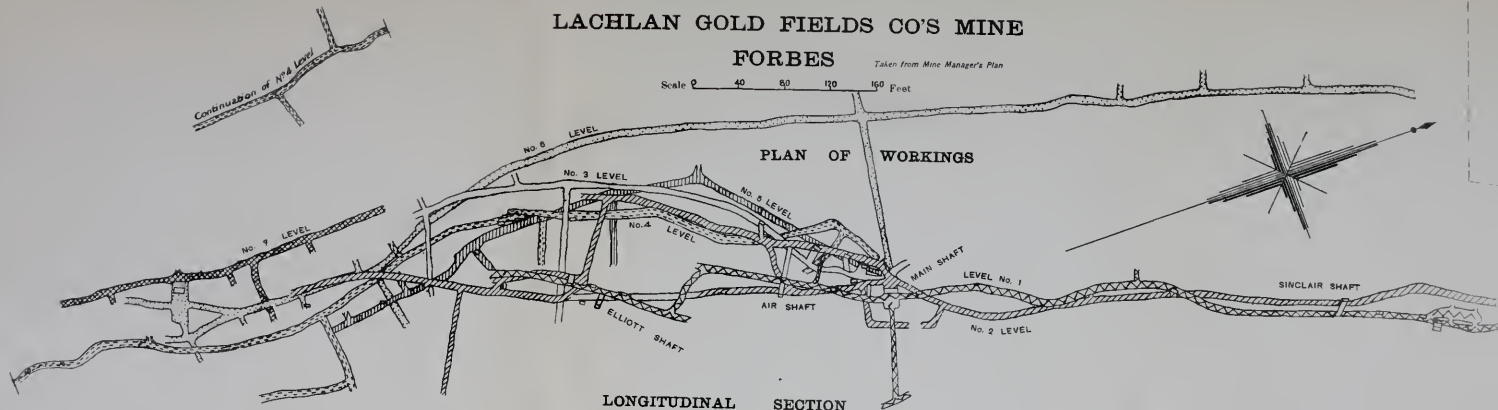 LACHLAN GOLD FIELDS CO'S MINE
FORBES
Taken from Mine Manager's Plan
Scale 0 40 80 120 160 Feet
Continuation of No 4 Level
No. 6 LEVEL
PLAN OF WORKINGS
No. 3 LEVEL
No. 5 LEVEL
No. 4 LEVEL
No. 7 LEVEL
MAIN SHAFT
LEVEL No. 1
SINCLAIR SHAFT
AIR SHAFT
No. 2 LEVEL
ELLIOTT SHAFT
LONGITUDINAL SECTION